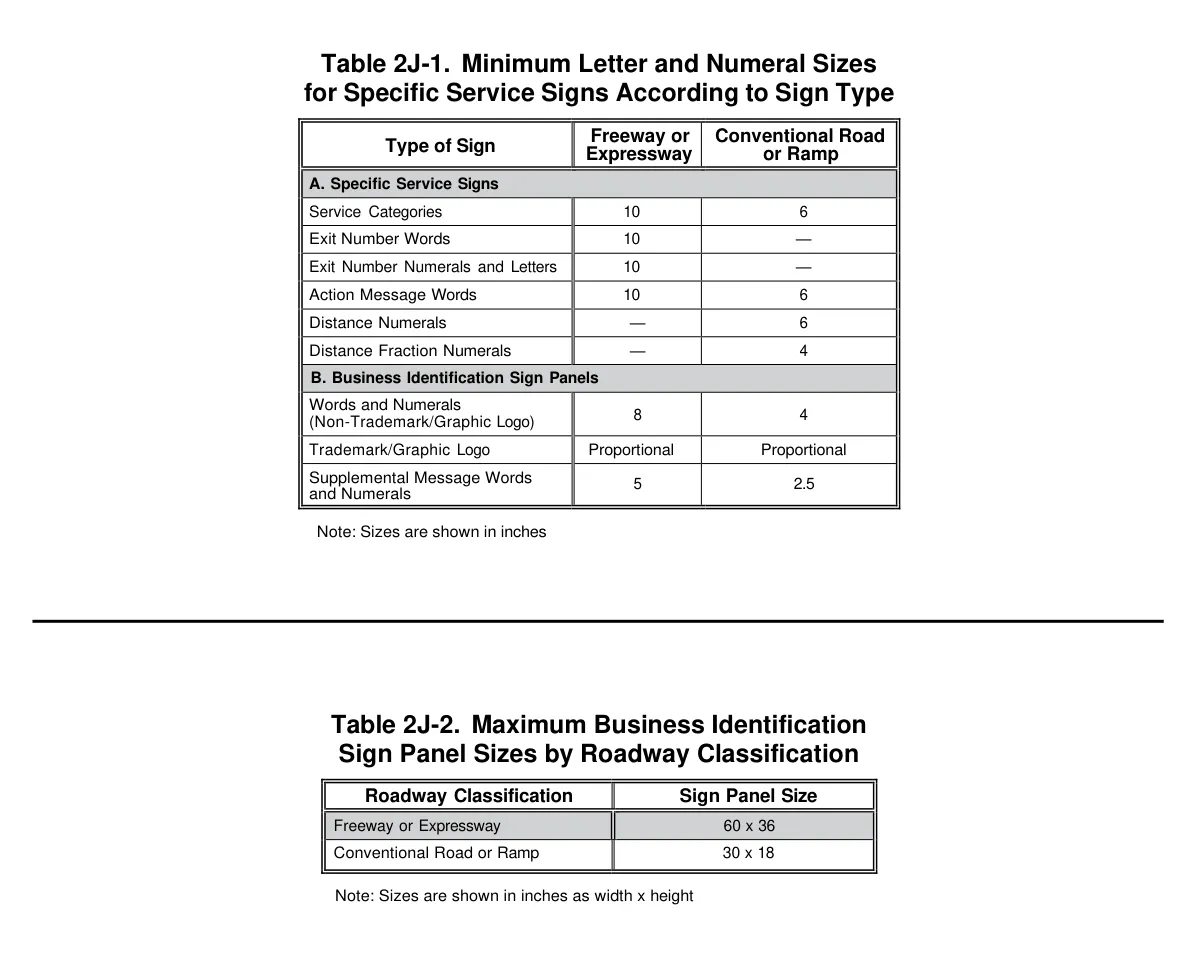 Table 2J-1. Minimum Letter and Numeral Sizes
for Specific Service Signs According to Sign Type
Type of Sign Freeway or Expressway Conventional Road or Ramp
A. Specific Service Signs
Service Categories 10 6
Exit Number Words 10 —
Exit Number Numerals and Letters 10 —
Action Message Words 10 6
Distance Numerals — 6
Distance Fraction Numerals — 4
B. Business Identification Sign Panels
Words and Numerals
(Non-Trademark/Graphic Logo) 8 4
Trademark/Graphic Logo Proportional Proportional
Supplemental Message Words
and Numerals 5 2.5
Note: Sizes are shown in inches
Table 2J-2. Maximum Business Identification
Sign Panel Sizes by Roadway Classification
Roadway Classification Sign Panel Size
Freeway or Expressway 60 x 36
Conventional Road or Ramp 30 x 18
Note: Sizes are shown in inches as width x height